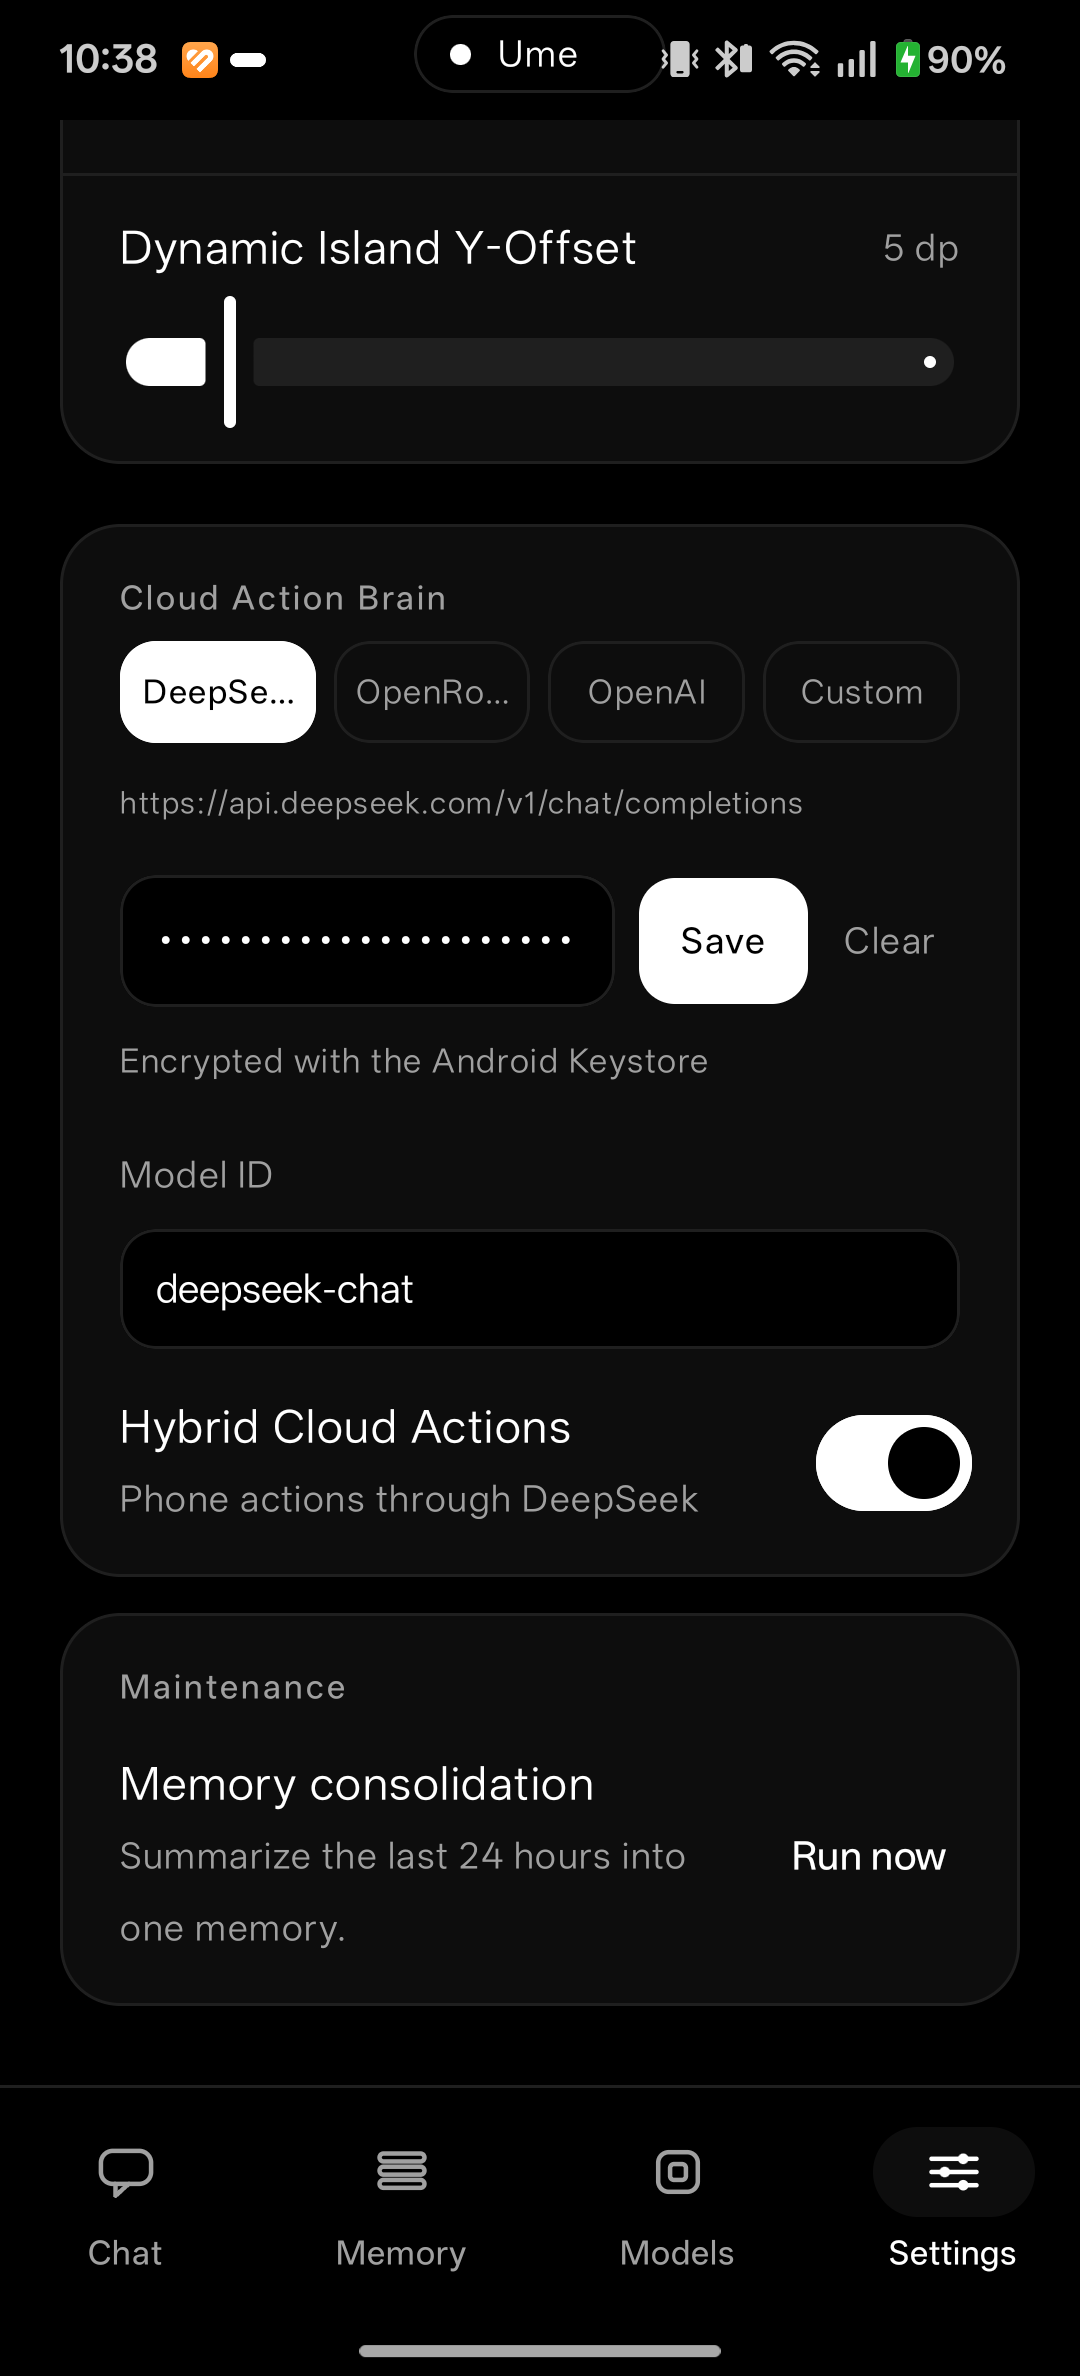 10:38
Ume
90%
Dynamic Island Y-Offset
5 dp
Cloud Action Brain
DeepSe...
OpenRo...
OpenAI
Custom
https://api.deepseek.com/v1/chat/completions
••••••••••••••••••••• 
Save
Clear
Encrypted with the Android Keystore
Model ID
deepseek-chat
Hybrid Cloud Actions
Phone actions through DeepSeek
Maintenance
Memory consolidation
Summarize the last 24 hours into
one memory.
Run now
Chat
Memory
Models
Settings